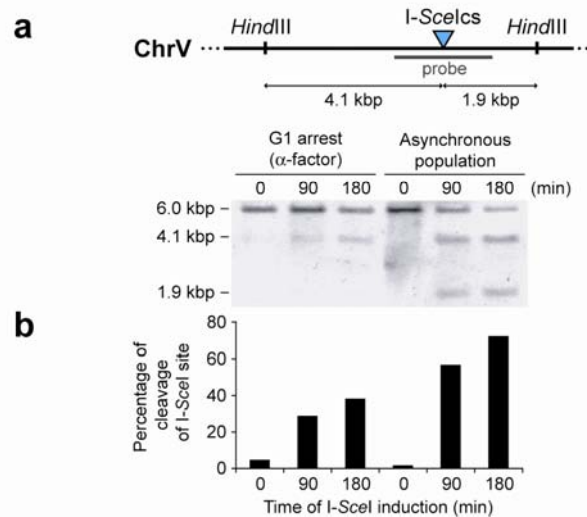 a
I-SceIcs
HindIII
HindIII
ChrV
probe
4.1 kbp
1.9 kbp
G1 arrest
(α-factor)
Asynchronous
population
0 90 180 0 90 180 (min)
6.0 kbp
4.1 kbp
1.9 kbp
b
Percentage of
cleavage
of I-SceI site
80
60
40
20
0
0 90 180 0 90 180
Time of I-SceI induction (min)